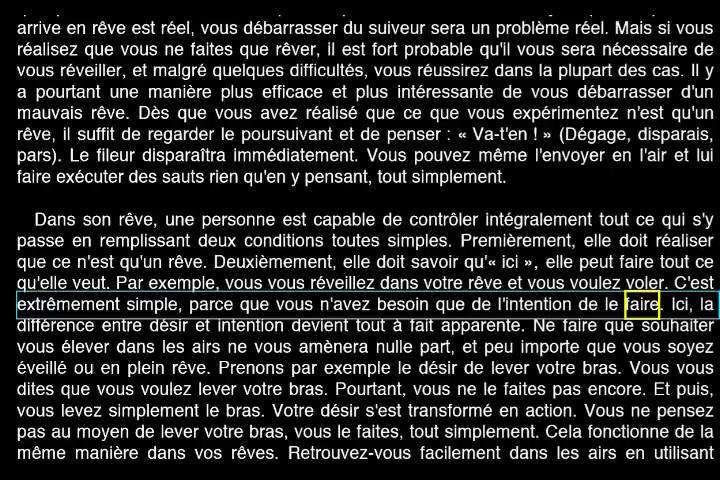 arrive en rêve est réel, vous débarrasser du suiveur sera un problème réel. Mais si vous
réalisez que vous ne faites que rêver, il est fort probable qu'il vous sera nécessaire de
vous réveiller, et malgré quelques difficultés, vous réussirez dans la plupart des cas. Il y
a pourtant une manière plus efficace et plus intéressante de vous débarrasser d'un
mauvais rêve. Dès que vous avez réalisé que ce que vous expérimentez n'est qu'un
rêve, il suffit de regarder le poursuivant et de penser : « Va-t'en ! » (Dégage, disparais,
pars). Le fileur disparaîtra immédiatement. Vous pouvez même l'envoyer en l'air et lui
faire exécuter des sauts rien qu'en y pensant, tout simplement.
Dans son rêve, une personne est capable de contrôler intégralement tout ce qui s'y
passe en remplissant deux conditions toutes simples. Premièrement, elle doit réaliser
que ce n'est qu'un rêve. Deuxièmement, elle doit savoir qu'« ici », elle peut faire tout ce
qu'elle veut. Par exemple, vous vous réveillez dans votre rêve et vous voulez voler. C'est
extrêmement simple, parce que vous n'avez besoin que de l'intention de le faire. Ici, la
différence entre désir et intention devient tout à fait apparente. Ne faire que souhaiter
vous élever dans les airs ne vous amènera nulle part, et peu importe que vous soyez
éveillé ou en plein rêve. Prenons par exemple le désir de lever votre bras. Vous vous
dites que vous voulez lever votre bras. Pourtant, vous ne le faites pas encore. Et puis,
vous levez simplement le bras. Votre désir s'est transformé en action. Vous ne pensez
pas au moyen de lever votre bras, vous le faites, tout simplement. Cela fonctionne de la
même manière dans vos rêves. Retrouvez-vous facilement dans les airs en utilisant